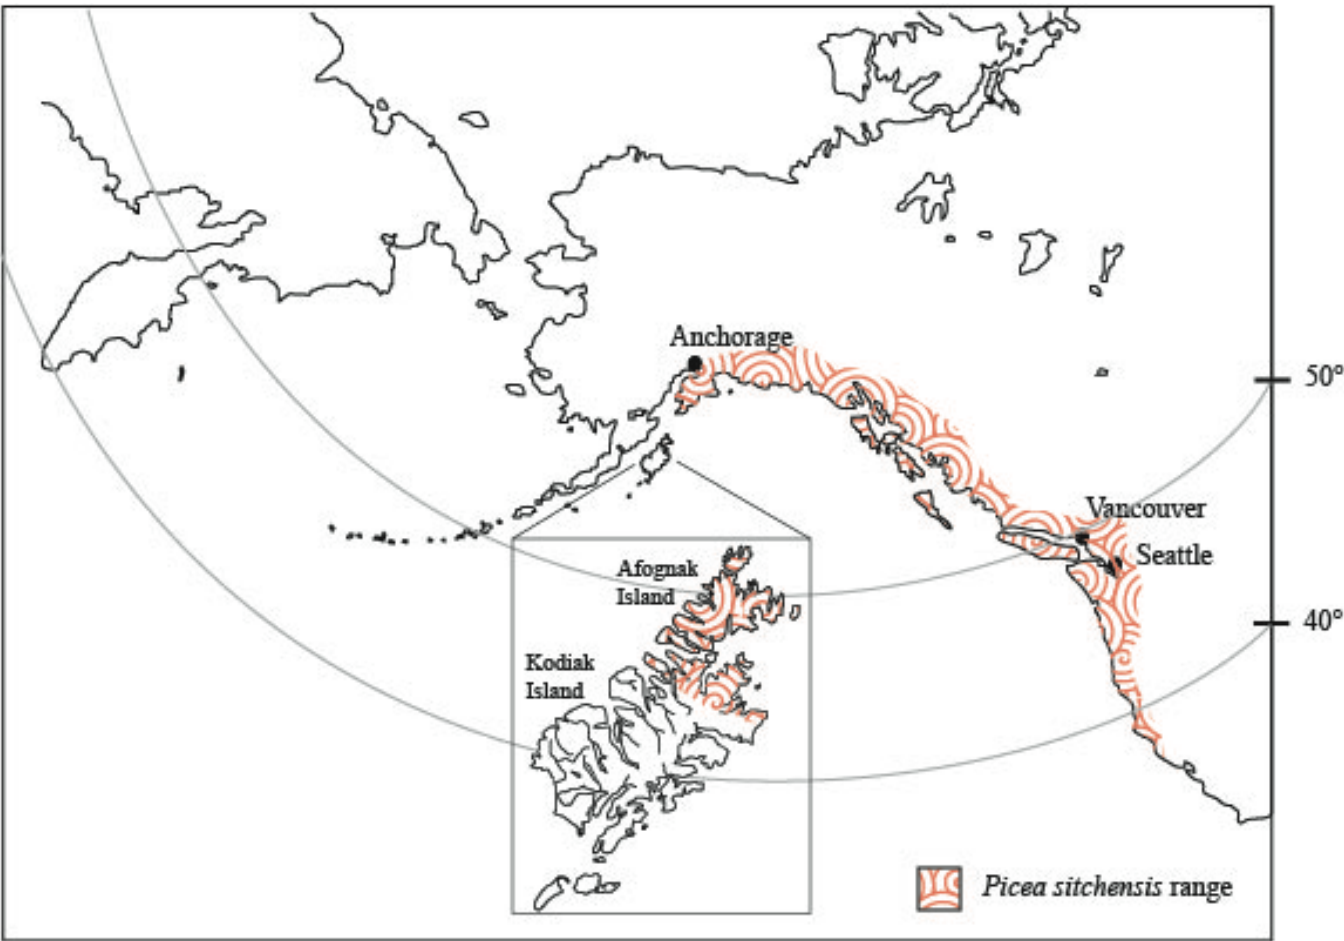 Anchorage
50°
Vancouver
Seattle
Afognak
Island
40°
Kodiak
Island
Picea sitchensis range